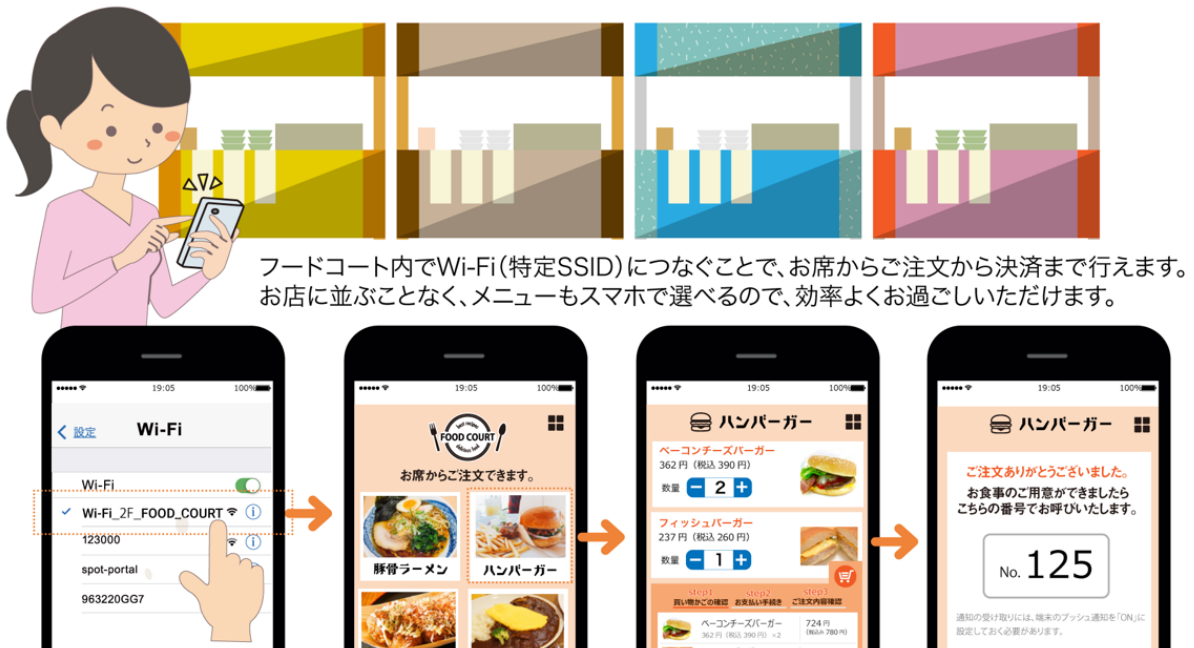 フードコート内でWi-Fi(特定SSID)につなぐことで、お席からご注文から決済まで行えます。
お店に並ぶことなく、メニューもスマホで選べるので、効率よくお過ごしいただけます。
19:05
100%
設定
Wi-Fi
Wi-Fi
Wi-Fi_2F_FOOD_COURT
123000
spot-portal
963220GG7
19:05
100%
best recipes
FOOD COURT
delicious food
お席からご注文できます。
豚骨ラーメン
ハンバーガー
19:05
100%
ハンバーガー
ベーコンチーズバーガー
362円(税込 390円)
数量 − 2 +
フィッシュバーガー
237円(税込 260円)
数量 − 1 +
step1 step2 step3
買い物かごの確認 お支払い手続き ご注文内容確認
ベーコンチーズバーガー 724円
362円(税込 390円) ×2 (税込み 780円)
19:05
100%
ハンバーガー
ご注文ありがとうございました。
お食事のご用意ができましたら
こちらの番号でお呼びいたします。
No. 125
通知の受け取りには、端末のプッシュ通知を「ON」に
設定しておく必要があります。